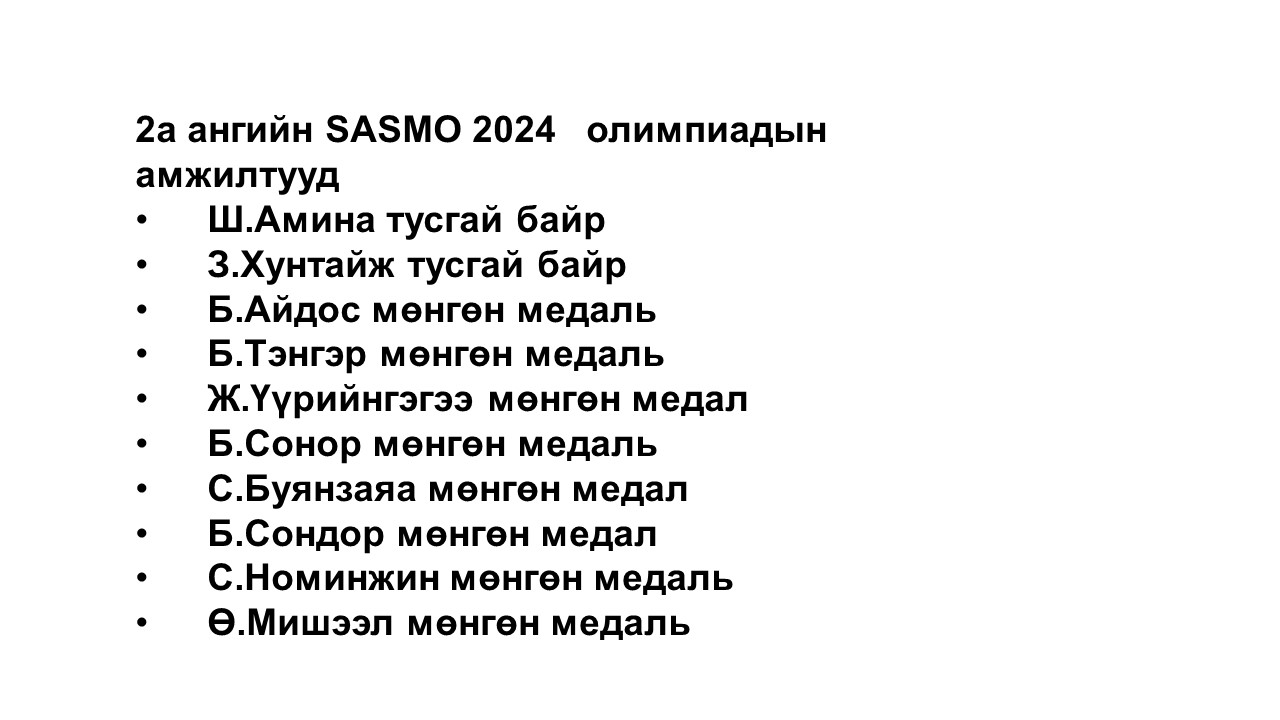 2а ангийн SASMO 2024 олимпиадын
амжилтууд
• Ш.Амина тусгай байр
• З.Хунтайж тусгай байр
• Б.Айдос мөнгөн медаль
• Б.Тэнгэр мөнгөн медаль
• Ж.Үүрийнгэгээ мөнгөн медал
• Б.Сонор мөнгөн медаль
• С.Буянзаяа мөнгөн медал
• Б.Сондор мөнгөн медал
• С.Номинжин мөнгөн медаль
• Ө.Мишээл мөнгөн медаль